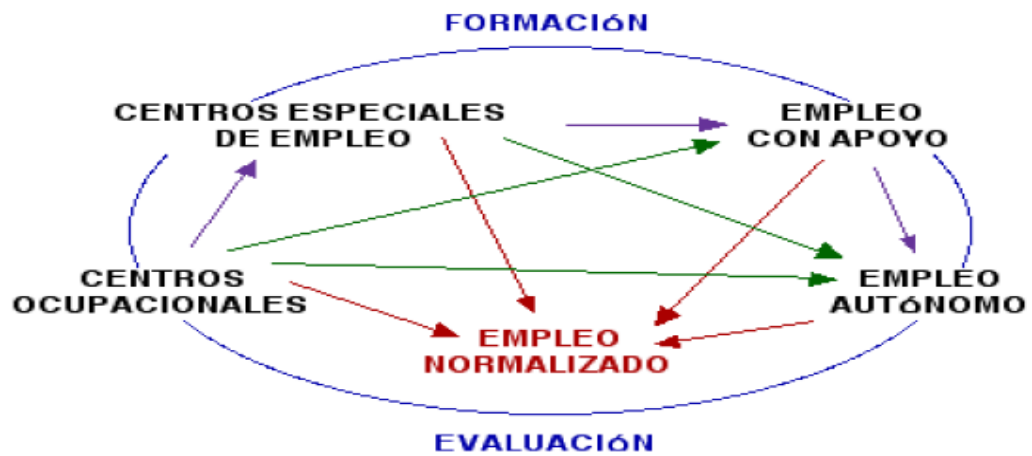 FORMACIóN
CENTROS ESPECIALES
DE EMPLEO
EMPLEO
CON APOYO
CENTROS
OCUPACIONALES
EMPLEO
AUTóNOMO
EMPLEO
NORMALIZADO
EVALUACIóN